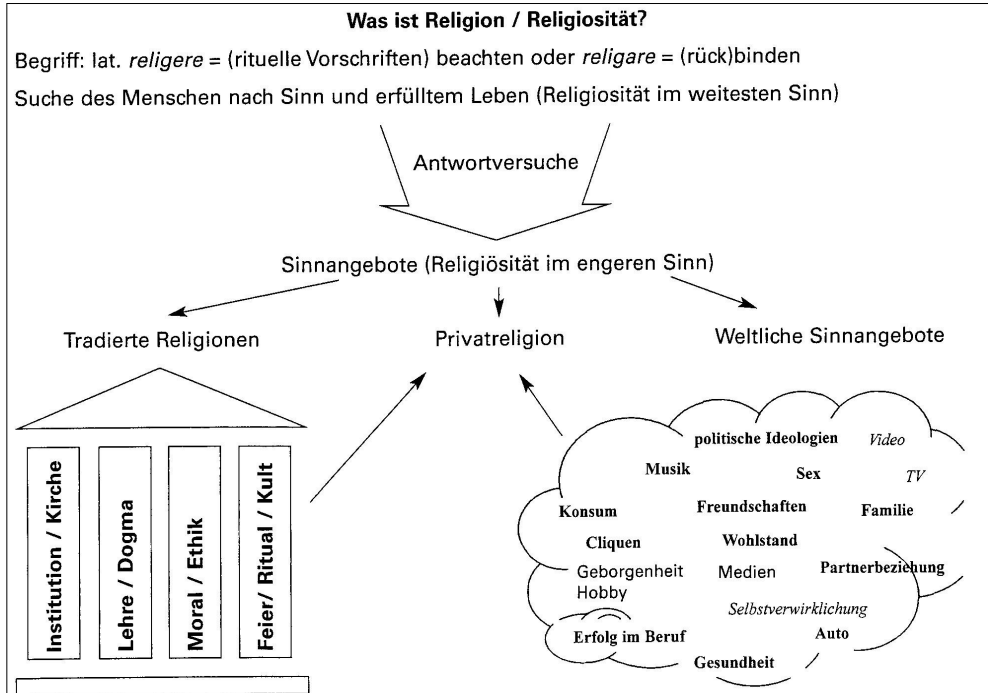 Was ist Religion / Religiosität?
Begriff: lat. religere = (rituelle Vorschriften) beachten oder religare = (rück)binden
Suche des Menschen nach Sinn und erfülltem Leben (Religiosität im weitesten Sinn)
Antwortversuche
Sinnangebote (Religiösität im engeren Sinn)
Tradierte Religionen
Privatreligion
Weltliche Sinnangebote
Institution / Kirche
Lehre / Dogma
Moral / Ethik
Feier/ Ritual / Kult
politische Ideologien
Video
Musik
Sex
TV
Konsum
Freundschaften
Familie
Cliquen
Wohlstand
Geborgenheit
Medien
Partnerbeziehung
Hobby
Selbstverwirklichung
Erfolg im Beruf
Auto
Gesundheit